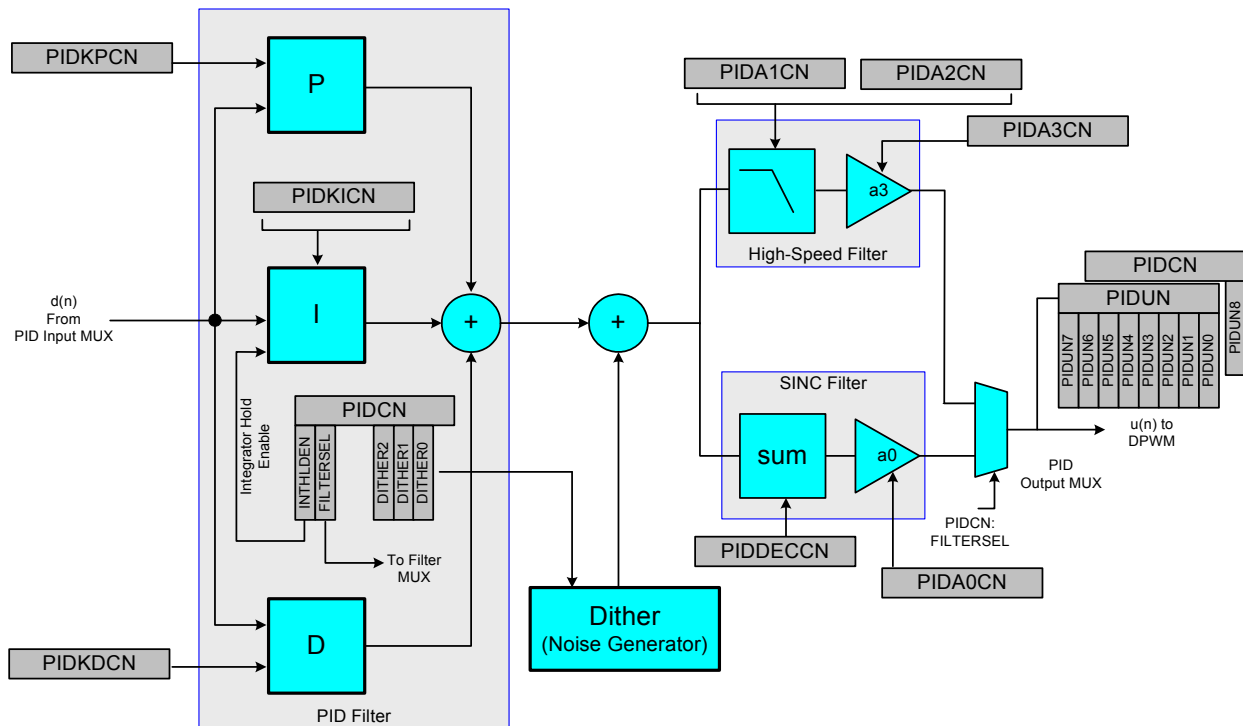 PIDKPCN
P
PIDKICN
d(n)
From
PID Input MUX
I
+
+
Integrator Hold
Enable
PIDCN
INTHLDEN
FILTERSEL
DITHER2
DITHER1
DITHER0
To Filter
MUX
PIDKDCN
D
PID Filter
Dither
(Noise Generator)
PIDA1CN
PIDA2CN
PIDA3CN
a3
High-Speed Filter
SINC Filter
sum
a0
PIDDECCN
PIDA0CN
PIDCN:
FILTERSEL
PID
Output MUX
PIDCN
PIDUN
PIDUN8
PIDUN7
PIDUN6
PIDUN5
PIDUN4
PIDUN3
PIDUN2
PIDUN1
PIDUN0
u(n) to
DPWM